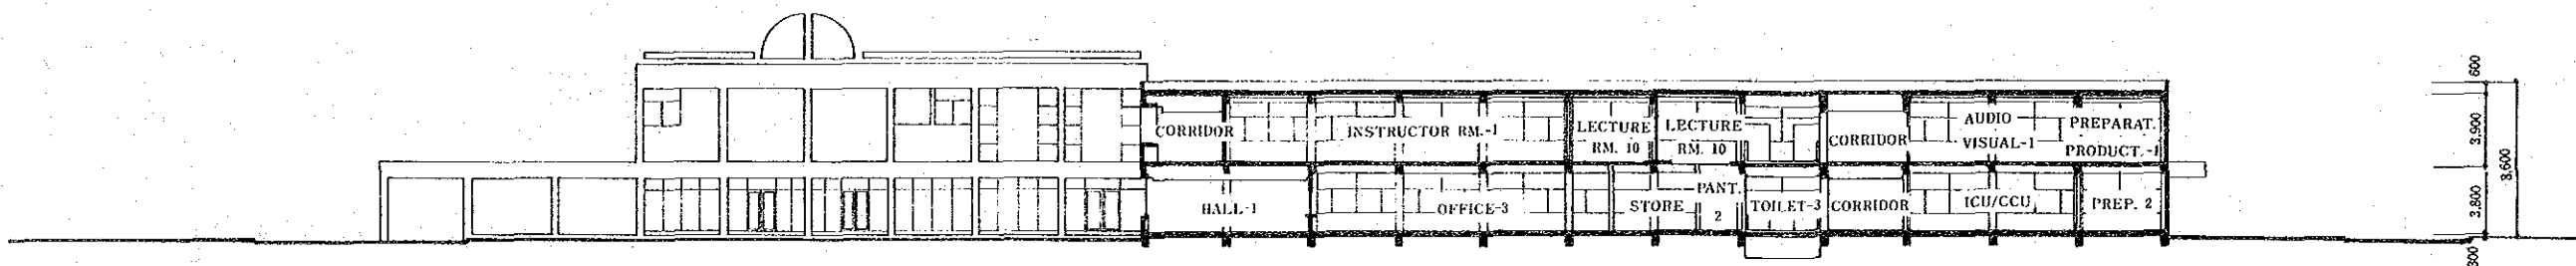 CORRIDOR
INSTRUCTOR RM.-1
LECTURE
RM. 10
LECTURE
RM. 10
CORRIDOR
AUDIO
VISUAL-1
PREPARAT.
PRODUCT.-1
HALL-1
OFFICE-3
STORE
PANT.
2
TOILET-3
CORRIDOR
ICU/CCU
PREP. 2
600
3.900
3.800
8.600
300